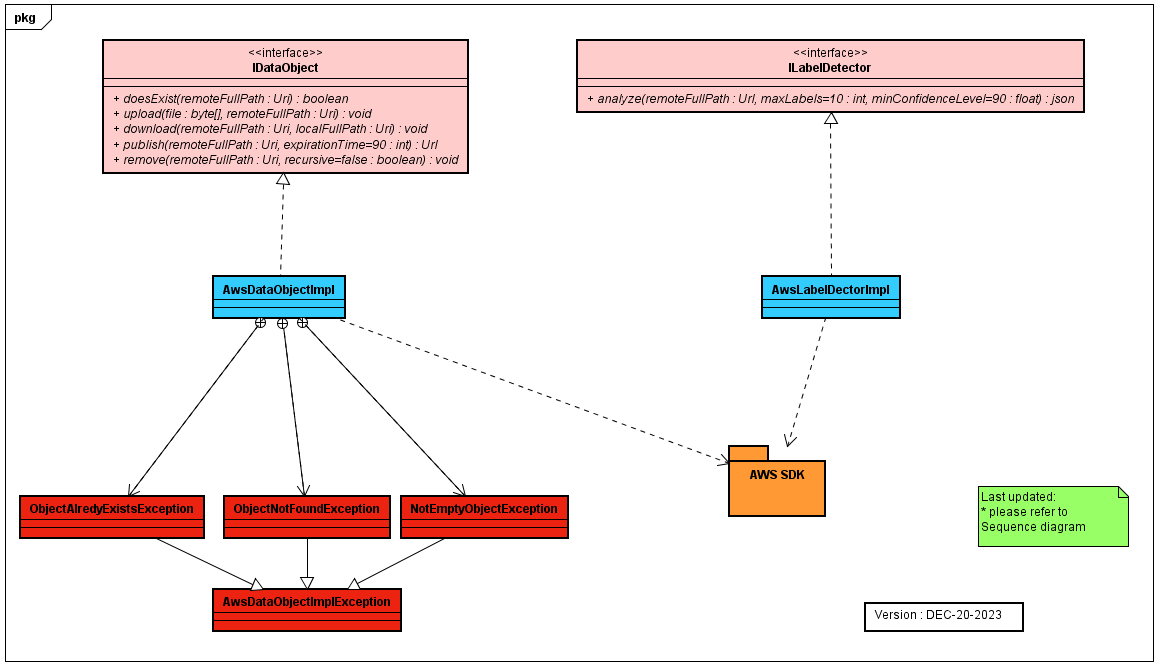 pkg
<<interface>>
IDataObject
+ doesExist(remoteFullPath : Uri) : boolean
+ upload(file : byte[], remoteFullPath : Uri) : void
+ download(remoteFullPath : Uri, localFullPath : Uri) : void
+ publish(remoteFullPath : Uri, expirationTime=90 : int) : Url
+ remove(remoteFullPath : Uri, recursive=false : boolean) : void
<<interface>>
ILabelDetector
+ analyze(remoteFullPath : Url, maxLabels=10 : int, minConfidenceLevel=90 : float) : json
AwsDataObjectImpl
AwsLabelDectorImpl
AWS SDK
ObjectAlredyExistsException
ObjectNotFoundException
NotEmptyObjectException
Last updated:
* please refer to
Sequence diagram
AwsDataObjectImplException
Version : DEC-20-2023